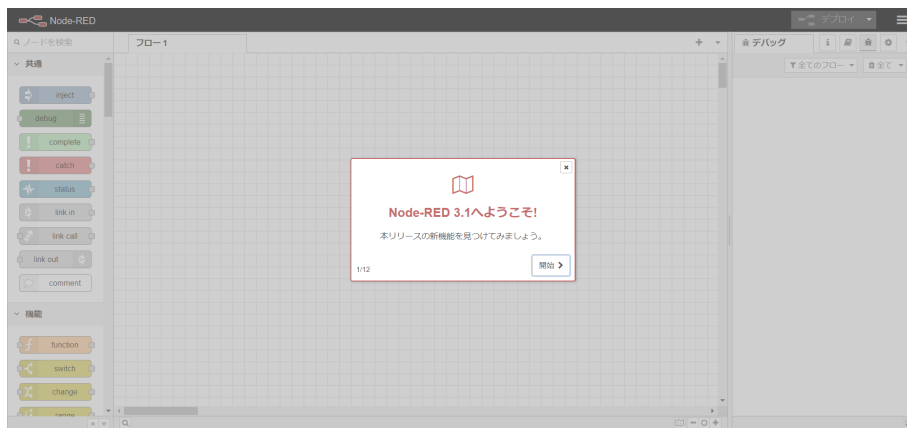 Node-RED
デプロイ
ノードを検索
フロー 1
デバッグ
i
全てのフロー
全て
共通
inject
debug
complete
catch
status
link in
link call
link out
comment
機能
function
switch
change
range
Node-RED 3.1へようこそ!
本リリースの新機能を見つけてみましょう。
1/12
開始